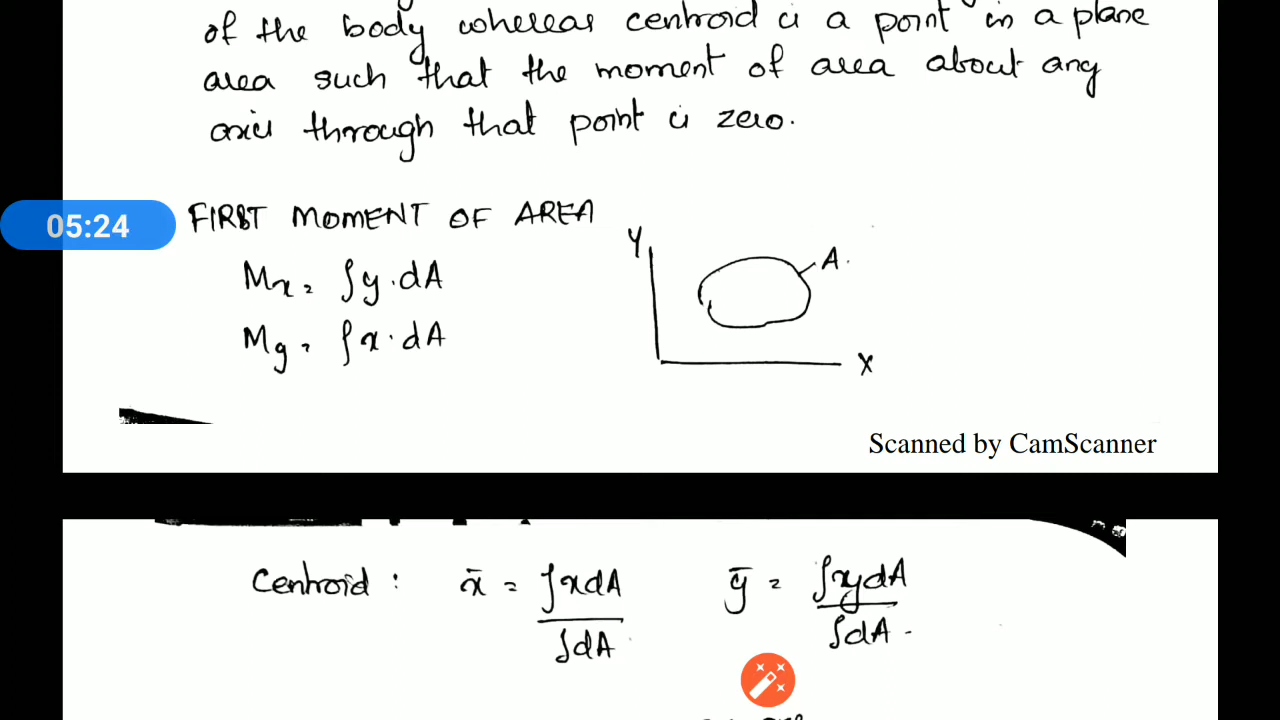 of the body whereas centroid is a point in a plane
area such that the moment of area about any
axis through that point is zero.
05:24
FIRST MOMENT OF AREA
Mx = ∫y.dA
My = ∫x.dA
Y
A.
X
Scanned by CamScanner
Centroid : x̄ = ∫xdA / ∫dA ȳ = ∫xydA / ∫dA.